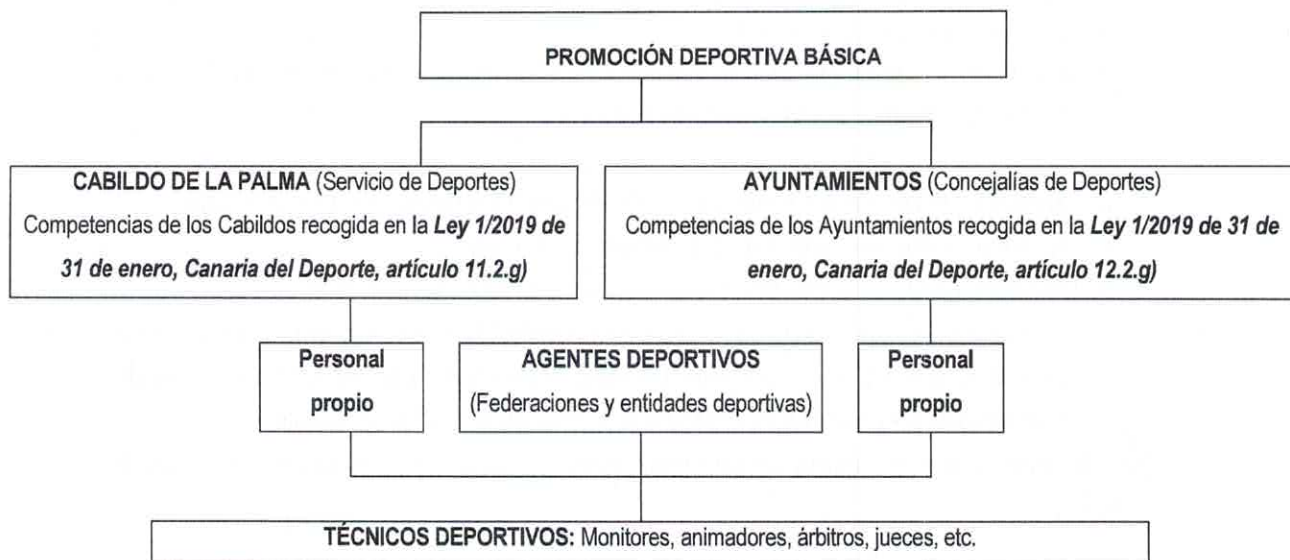 PROMOCIÓN DEPORTIVA BÁSICA
CABILDO DE LA PALMA (Servicio de Deportes)
Competencias de los Cabildos recogida en la Ley 1/2019 de
31 de enero, Canaria del Deporte, artículo 11.2.g)
AYUNTAMIENTOS (Concejalías de Deportes)
Competencias de los Ayuntamientos recogida en la Ley 1/2019 de 31 de
enero, Canaria del Deporte, artículo 12.2.g)
Personal
propio
AGENTES DEPORTIVOS
(Federaciones y entidades deportivas)
Personal
propio
TÉCNICOS DEPORTIVOS: Monitores, animadores, árbitros, jueces, etc.